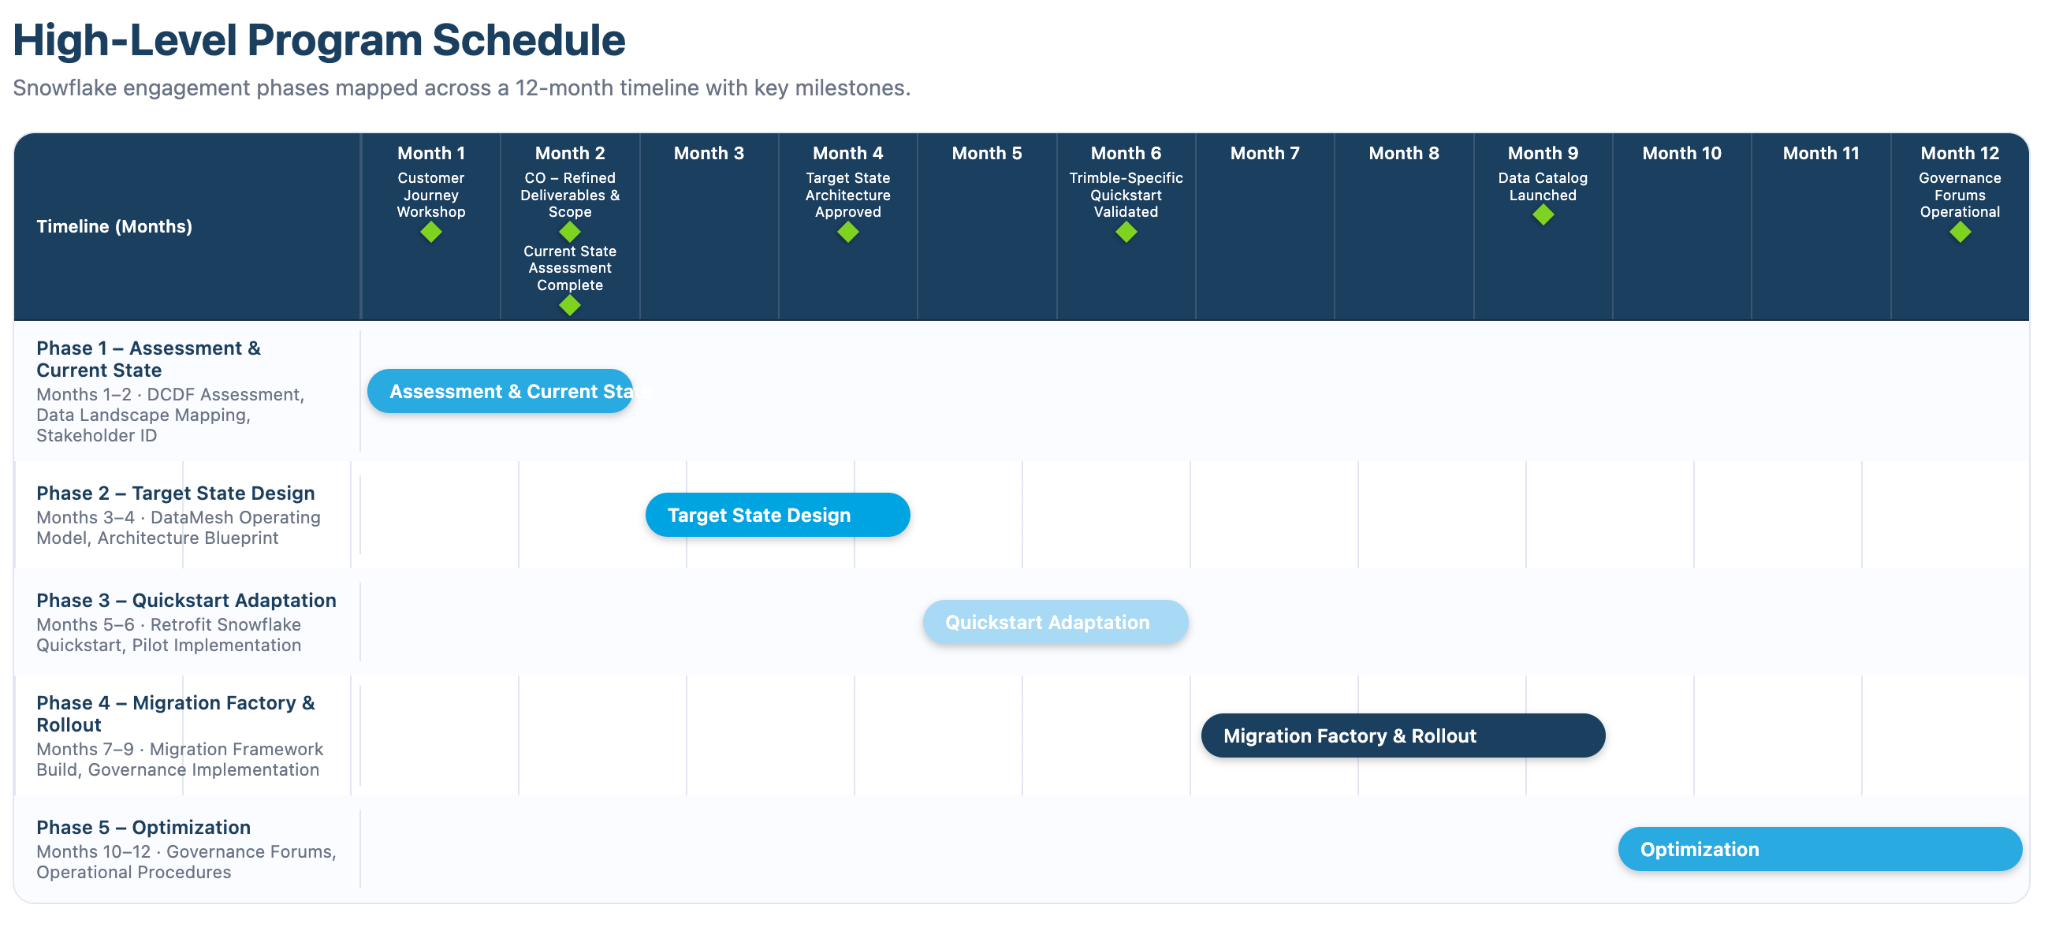 High-Level Program Schedule
Snowflake engagement phases mapped across a 12-month timeline with key milestones.
Timeline (Months)
Month 1
Customer
Journey
Workshop
Month 2
CO – Refined
Deliverables &
Scope
Current State
Assessment
Complete
Month 3
Month 4
Target State
Architecture
Approved
Month 5
Month 6
Trimble-Specific
Quickstart
Validated
Month 7
Month 8
Month 9
Data Catalog
Launched
Month 10
Month 11
Month 12
Governance
Forums
Operational
Phase 1 – Assessment &
Current State
Months 1–2 · DCDF Assessment,
Data Landscape Mapping,
Stakeholder ID
Assessment & Current State
Phase 2 – Target State Design
Months 3–4 · DataMesh Operating
Model, Architecture Blueprint
Target State Design
Phase 3 – Quickstart Adaptation
Months 5–6 · Retrofit Snowflake
Quickstart, Pilot Implementation
Quickstart Adaptation
Phase 4 – Migration Factory &
Rollout
Months 7–9 · Migration Framework
Build, Governance Implementation
Migration Factory & Rollout
Phase 5 – Optimization
Months 10–12 · Governance Forums,
Operational Procedures
Optimization